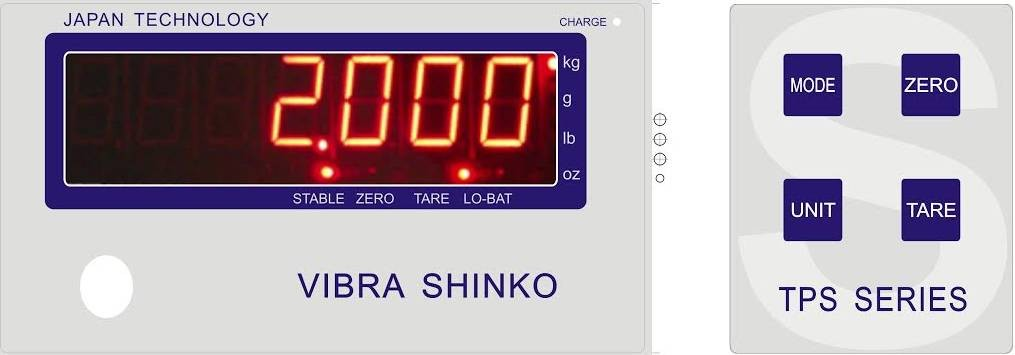 JAPAN TECHNOLOGY
CHARGE
2.000
kg
g
lb
oz
STABLE ZERO TARE LO-BAT
VIBRA SHINKO
MODE ZERO
UNIT TARE
TPS SERIES